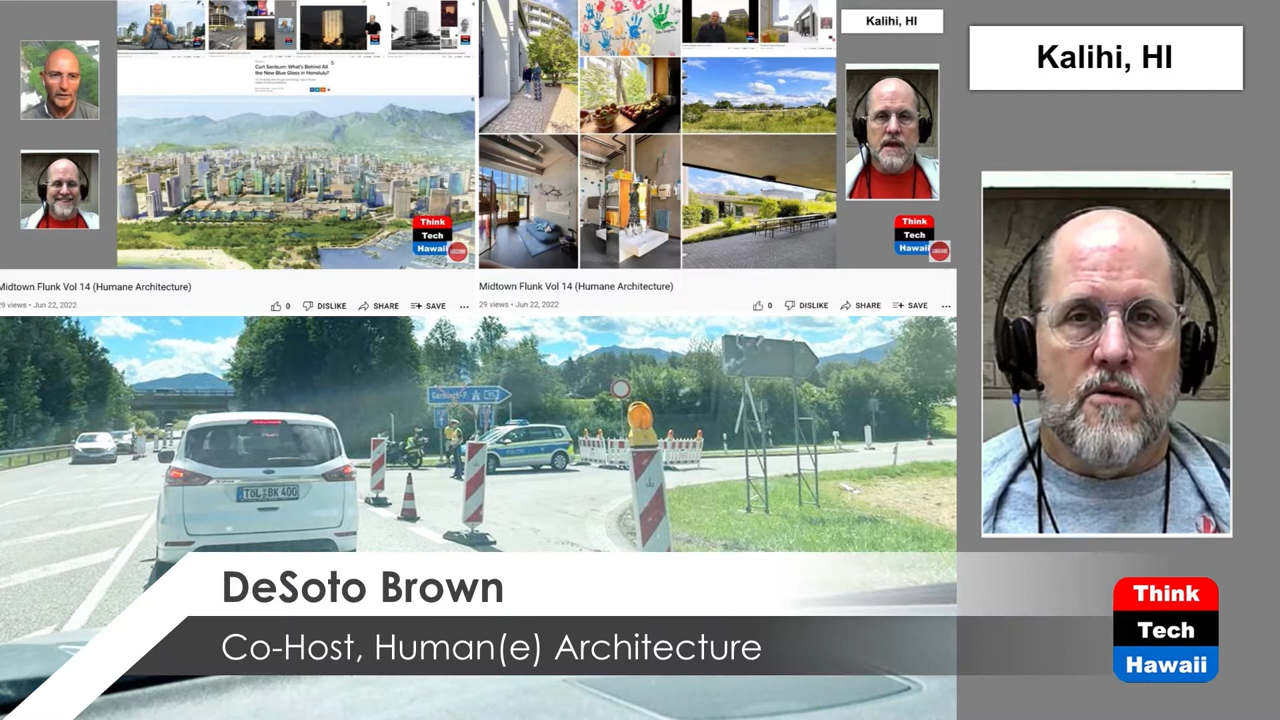 Kalihi, HI
Kalihi, HI
Curt Sanburn: What's Behind All
the New Blue Glass in Honolulu?
Think
Tech
Hawaii
Think
Tech
Hawaii
Midtown Flunk Vol 14 (Humane Architecture)
29 views • Jun 22, 2022
0
DISLIKE
SHARE
SAVE
Midtown Flunk Vol 14 (Humane Architecture)
29 views • Jun 22, 2022
0
DISLIKE
SHARE
SAVE
TÖL BK 400
POLIZEI
DeSoto Brown
Co-Host, Human(e) Architecture
Think
Tech
Hawaii